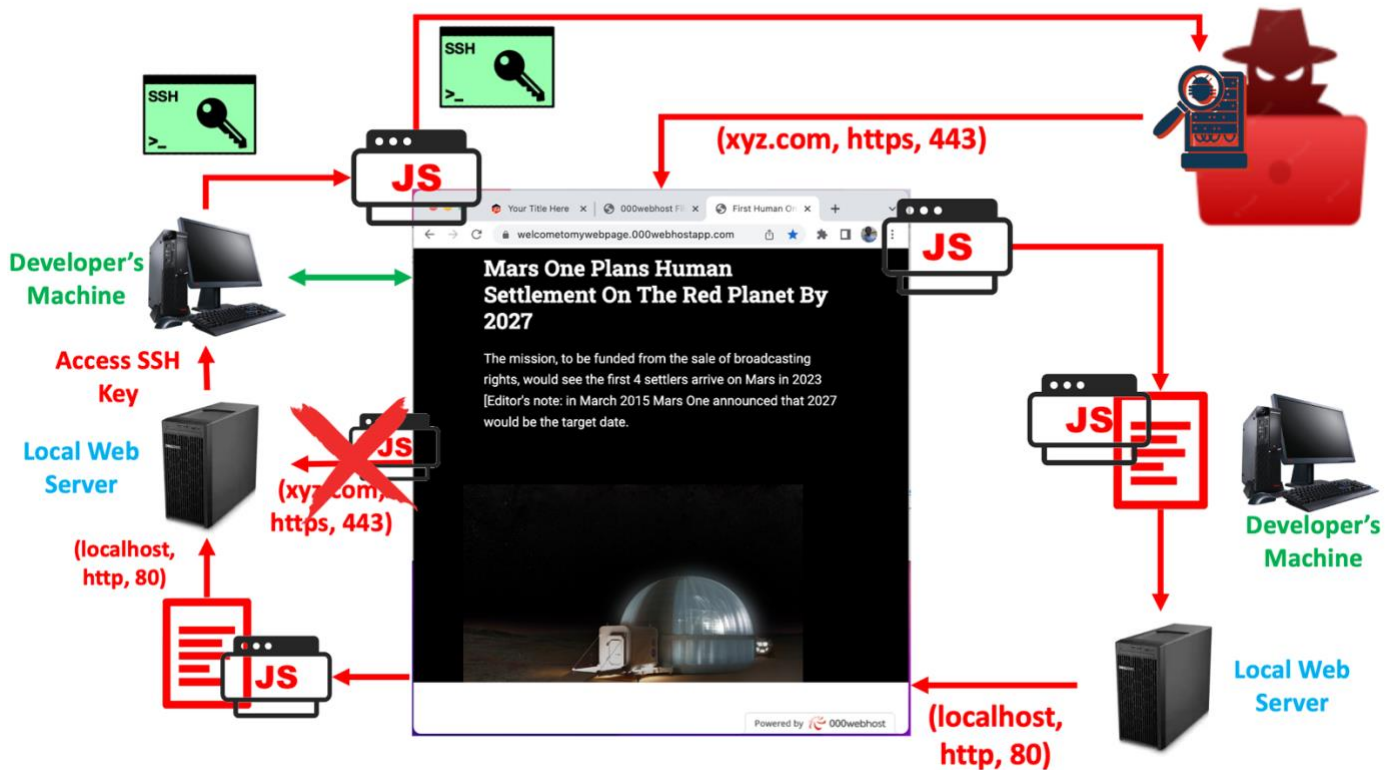 SSH
>_
SSH
>_
JS
(xyz.com, https, 443)
Your Title Here
000webhost Fil
First Human On
welcometomywebpage.000webhostapp.com
JS
Developer's
Machine
Mars One Plans Human
Settlement On The Red Planet By
2027
The mission, to be funded from the sale of broadcasting
rights, would see the first 4 settlers arrive on Mars in 2023
[Editor's note: in March 2015 Mars One announced that 2027
would be the target date.
Access SSH
Key
JS
Local Web
Server
(xyz.com,
https, 443)
JS
Developer's
Machine
(localhost,
http, 80)
JS
Local Web
Server
(localhost,
http, 80)
Powered by 000webhost